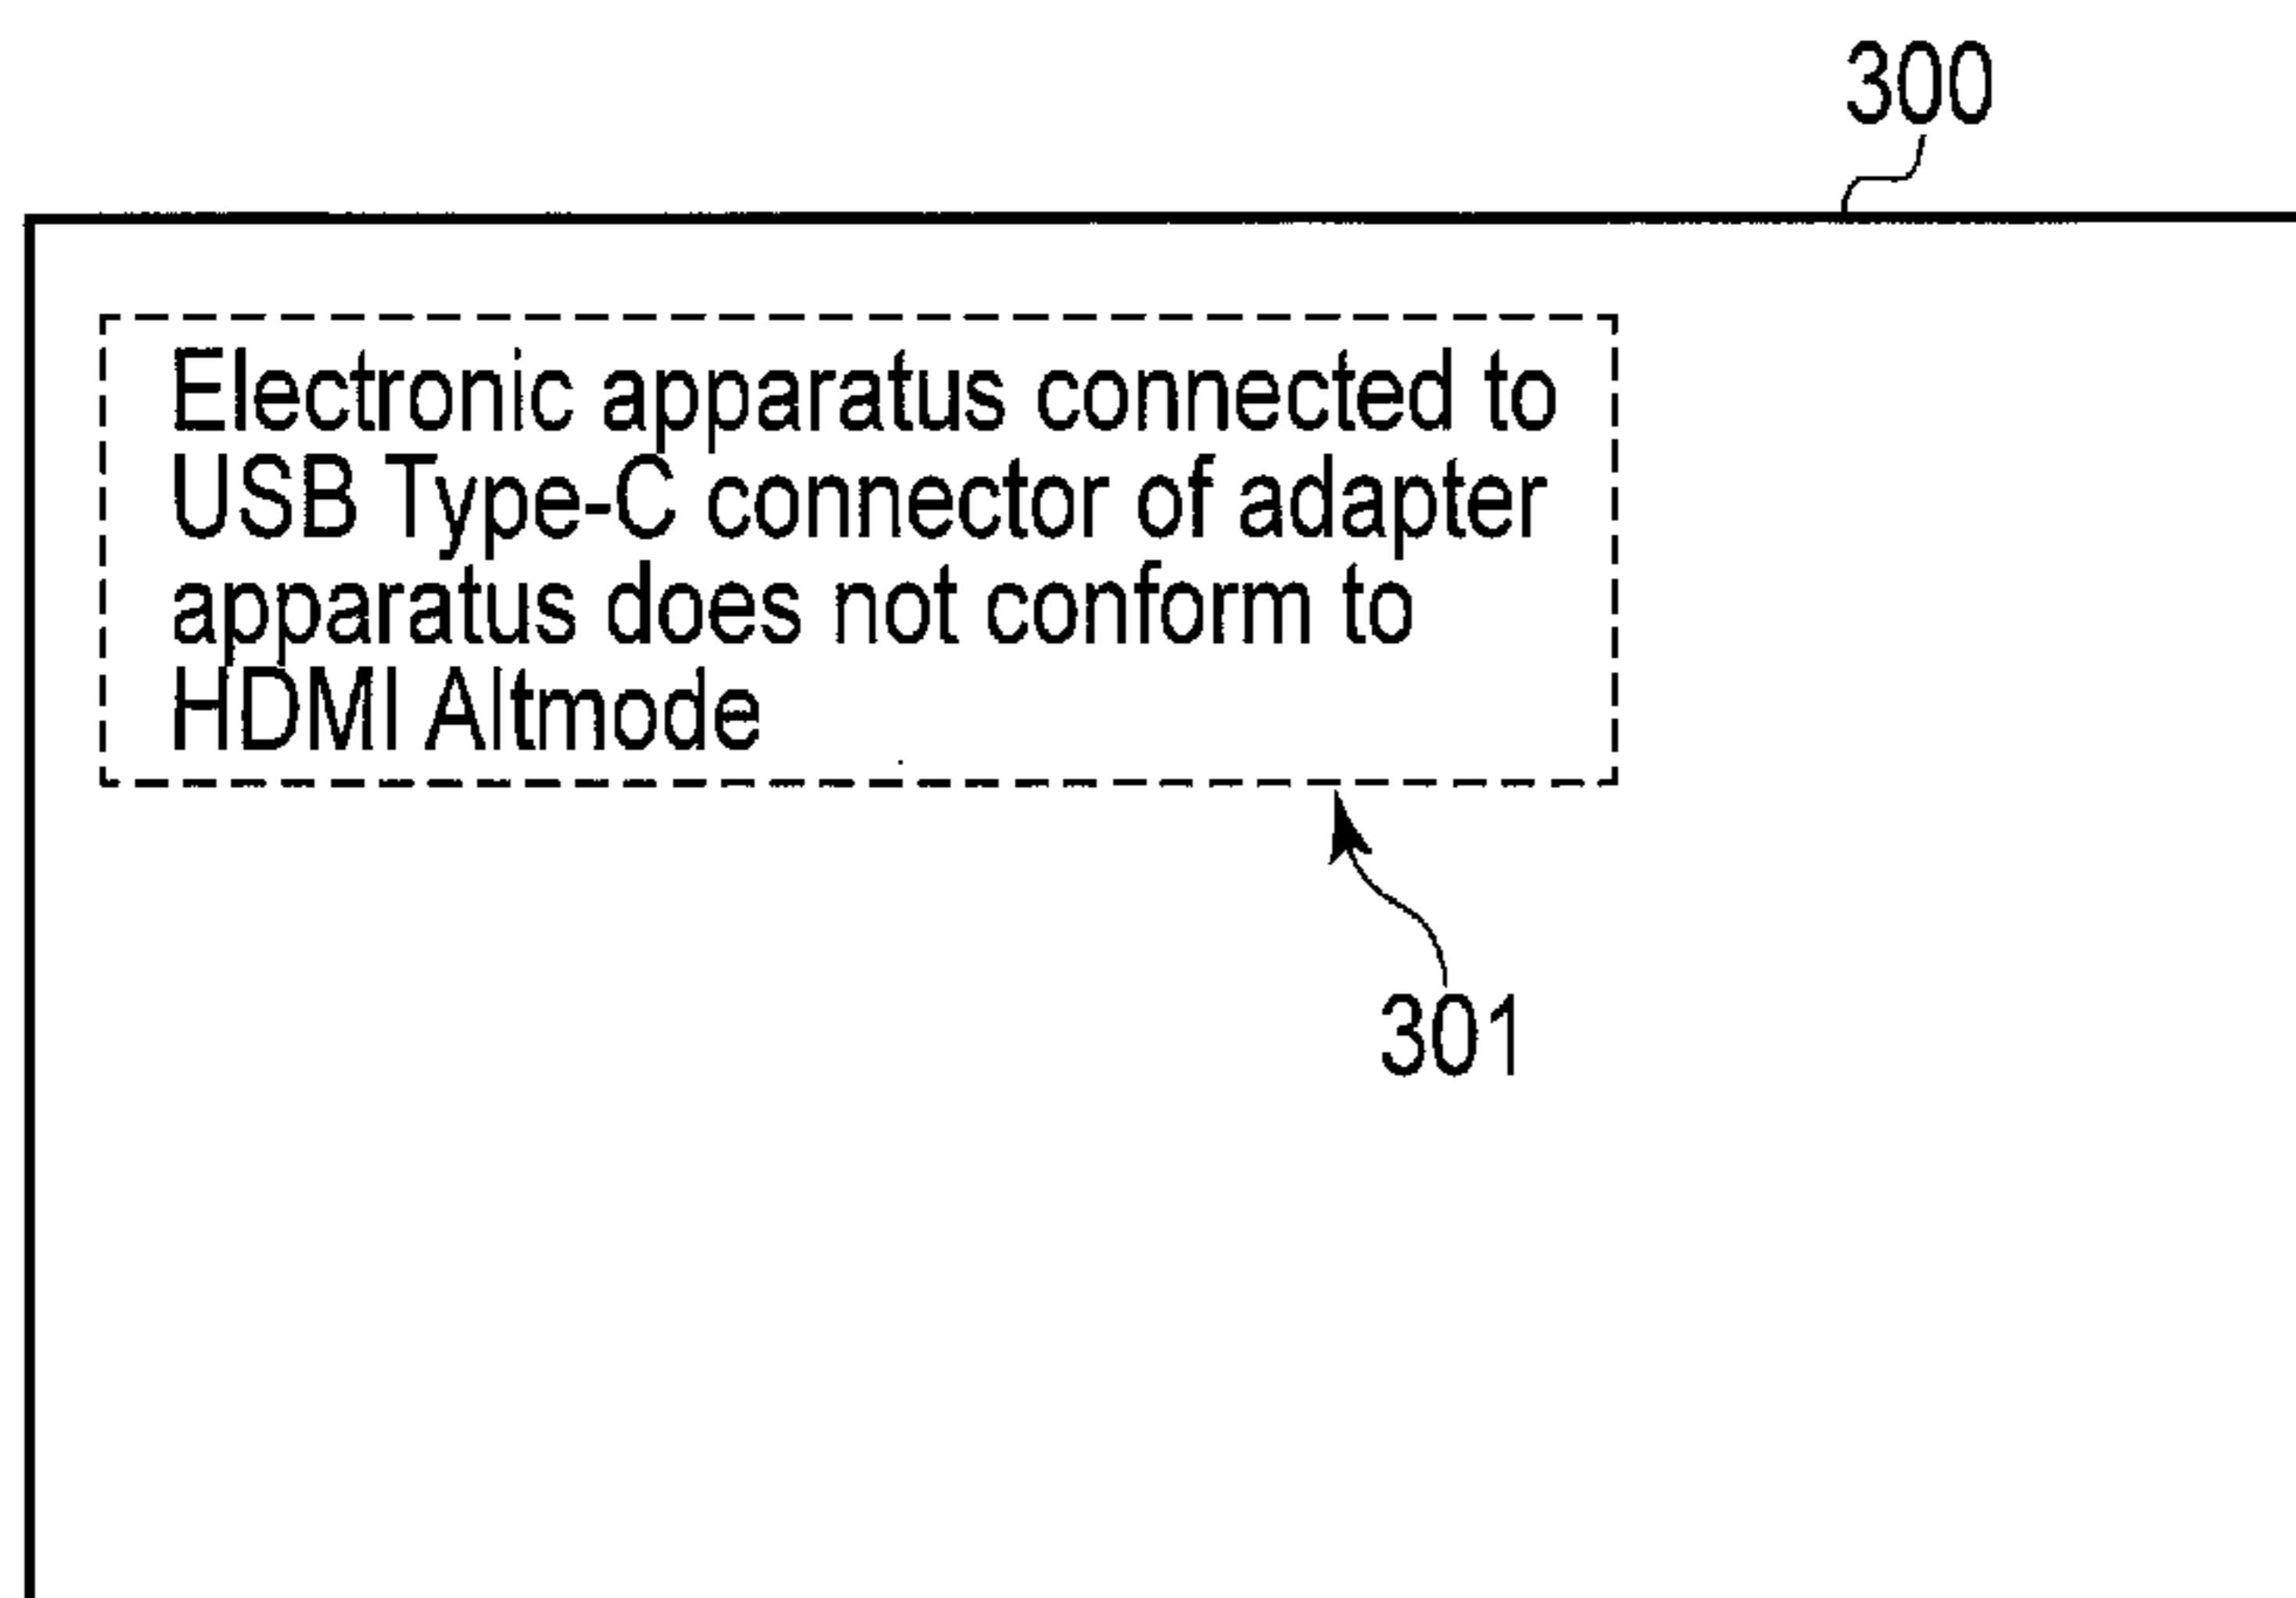 300
Electronic apparatus connected to
USB Type-C connector of adapter
apparatus does not conform to
HDMI Altmode
301